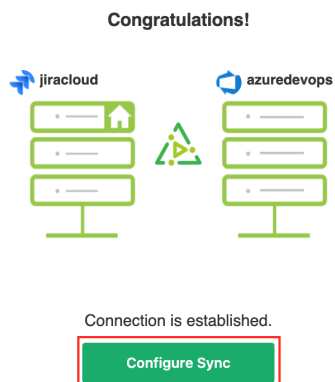 Congratulations!
jiracloud
azuredevops
Connection is established.
Configure Sync